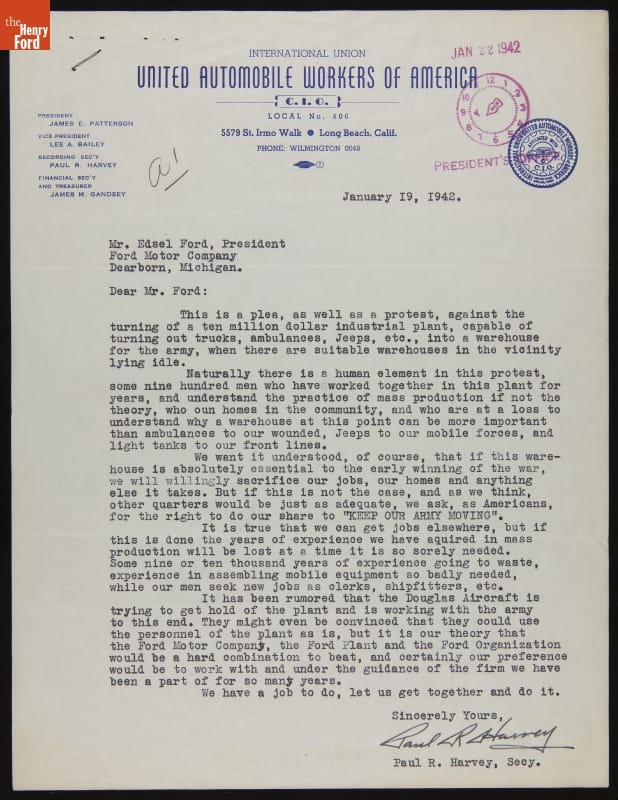 the
Henry
Ford
JAN 22 1942
INTERNATIONAL UNION
UNITED AUTOMOBILE WORKERS OF AMERICA
C. I. O.
LOCAL No. 406
5579 St. Irmo Walk ● Long Beach, Calif.
PHONE: WILMINGTON 0048
PRESIDENT
JAMES E. PATTERSON
VICE-PRESIDENT
LEE A. BAILEY
RECORDING SEC'Y
PAUL R. HARVEY
FINANCIAL SEC'Y
AND TREASURER
JAMES M. GANDSEY
12 1 2 3 4 5 6 7 8 9 10
PRESIDENT'S OFFICE
INTERNATIONAL UNION UNITED AUTOMOBILE WORKERS OF AMERICA
C.I.O.
January 19, 1942.
Mr. Edsel Ford, President
Ford Motor Company
Dearborn, Michigan.
Dear Mr. Ford:
This is a plea, as well as a protest, against the
turning of a ten million dollar industrial plant, capable of
turning out trucks, ambulances, Jeeps, etc., into a warehouse
for the army, when there are suitable warehouses in the vicinity
lying idle.
Naturally there is a human element in this protest,
some nine hundred men who have worked together in this plant for
years, and understand the practice of mass production if not the
theory, who oun homes in the community, and who are at a loss to
understand why a warehouse at this point can be more important
than ambulances to our wounded, Jeeps to our mobile forces, and
light tanks to our front lines.
We want it understood, of course, that if this ware-
house is absolutely essential to the early winning of the war,
we will willingly sacrifice our jobs, our homes and anything
else it takes. But if this is not the case, and as we think,
other quarters would be just as adequate, we ask, as Americans,
for the right to do our share to "KEEP OUR ARMY MOVING".
It is true that we can get jobs elsewhere, but if
this is done the years of experience we have aquired in mass
production will be lost at a time it is so sorely needed.
Some nine or ten thousand years of experience going to waste,
experience in assembling mobile equipment so badly needed,
while our men seek new jobs as clerks, shipfitters, etc.
It has been rumored that the Douglas Aircraft is
trying to get hold of the plant and is working with the army
to this end. They might even be convinced that they could use
the personnel of the plant as is, but it is our theory that
the Ford Motor Company, the Ford Plant and the Ford Organization
would be a hard combination to beat, and certainly our preference
would be to work with and under the guidance of the firm we have
been a part of for so many years.
We have a job to do, let us get together and do it.
Sincerely Yours,
Paul R Harvey
Paul R. Harvey, Secy.